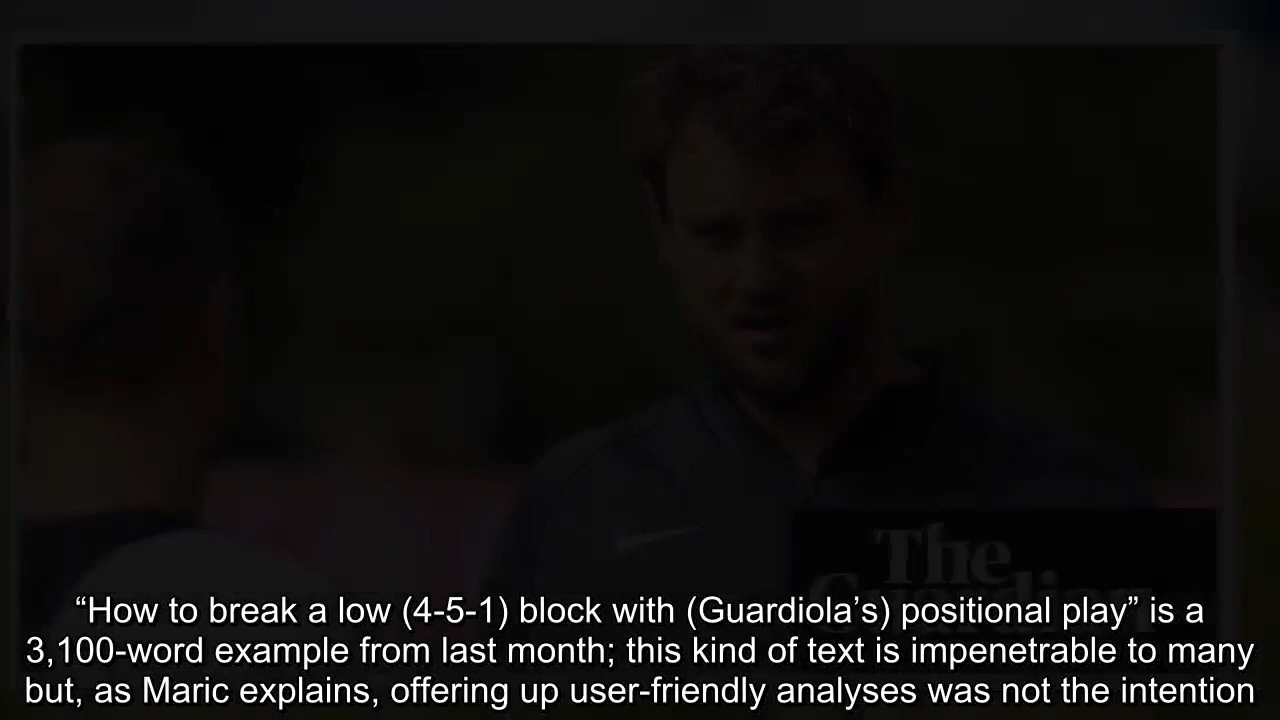 The
Guardian
“How to break a low (4-5-1) block with (Guardiola’s) positional play” is a
3,100-word example from last month; this kind of text is impenetrable to many
but, as Maric explains, offering up user-friendly analyses was not the intention